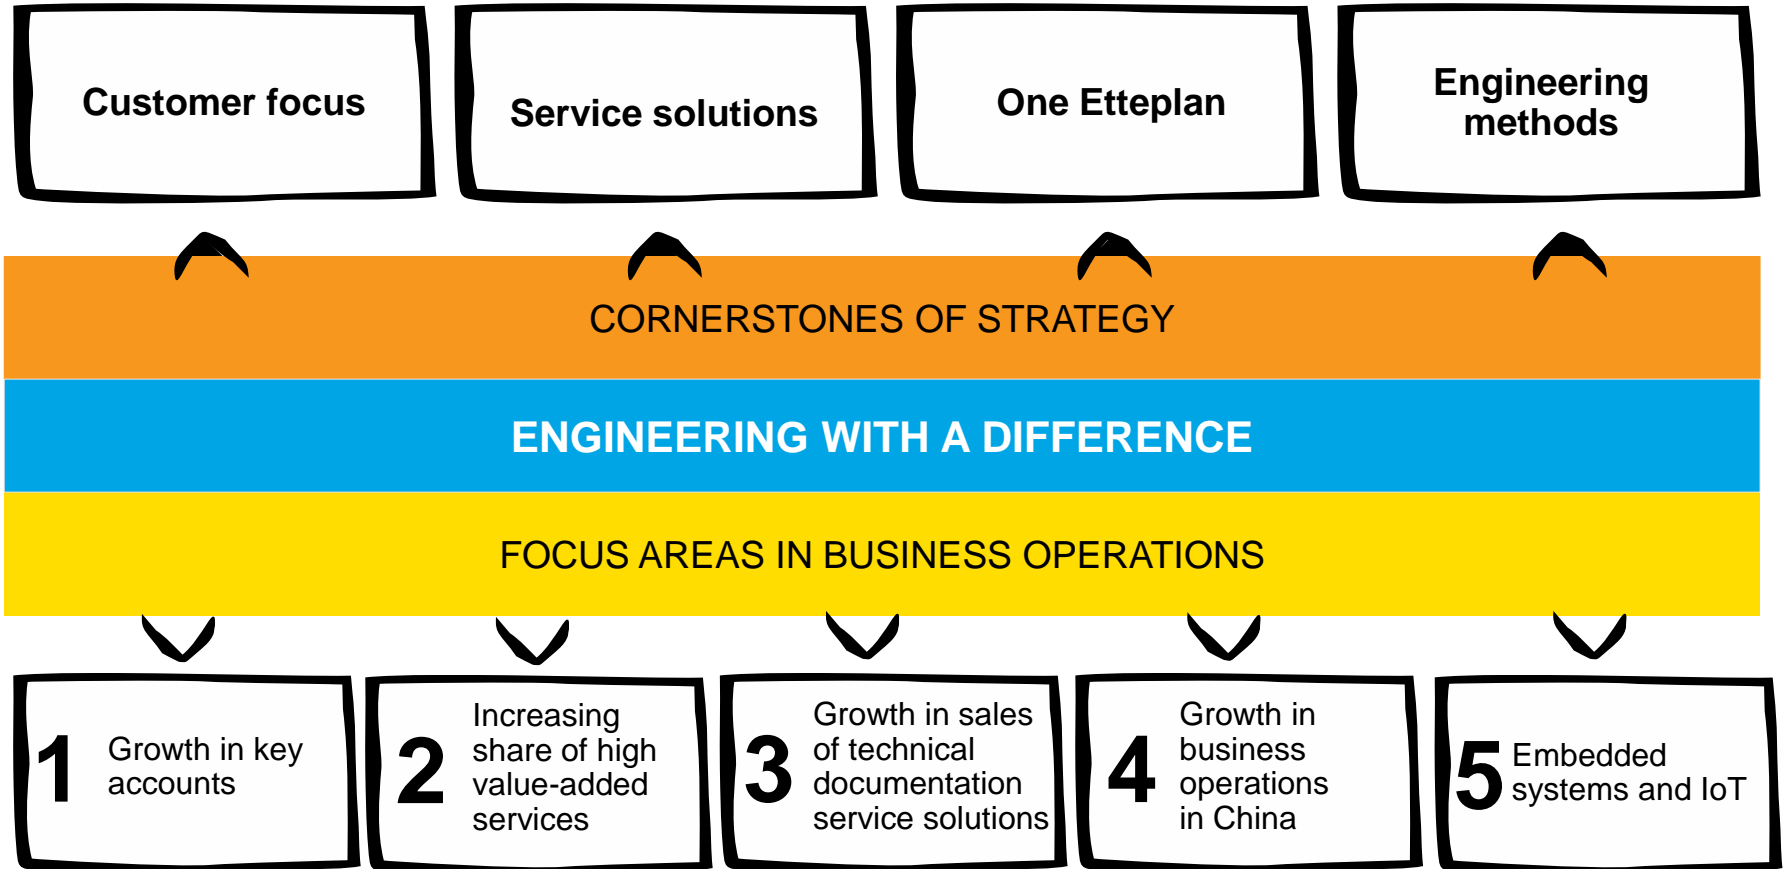 Customer focus
Service solutions
One Etteplan
Engineering
methods
CORNERSTONES OF STRATEGY
ENGINEERING WITH A DIFFERENCE
FOCUS AREAS IN BUSINESS OPERATIONS
1
Growth in key
accounts
2
Increasing
share of high
value-added
services
3
Growth in sales
of technical
documentation
service solutions
4
Growth in
business
operations
in China
5
Embedded
systems and IoT